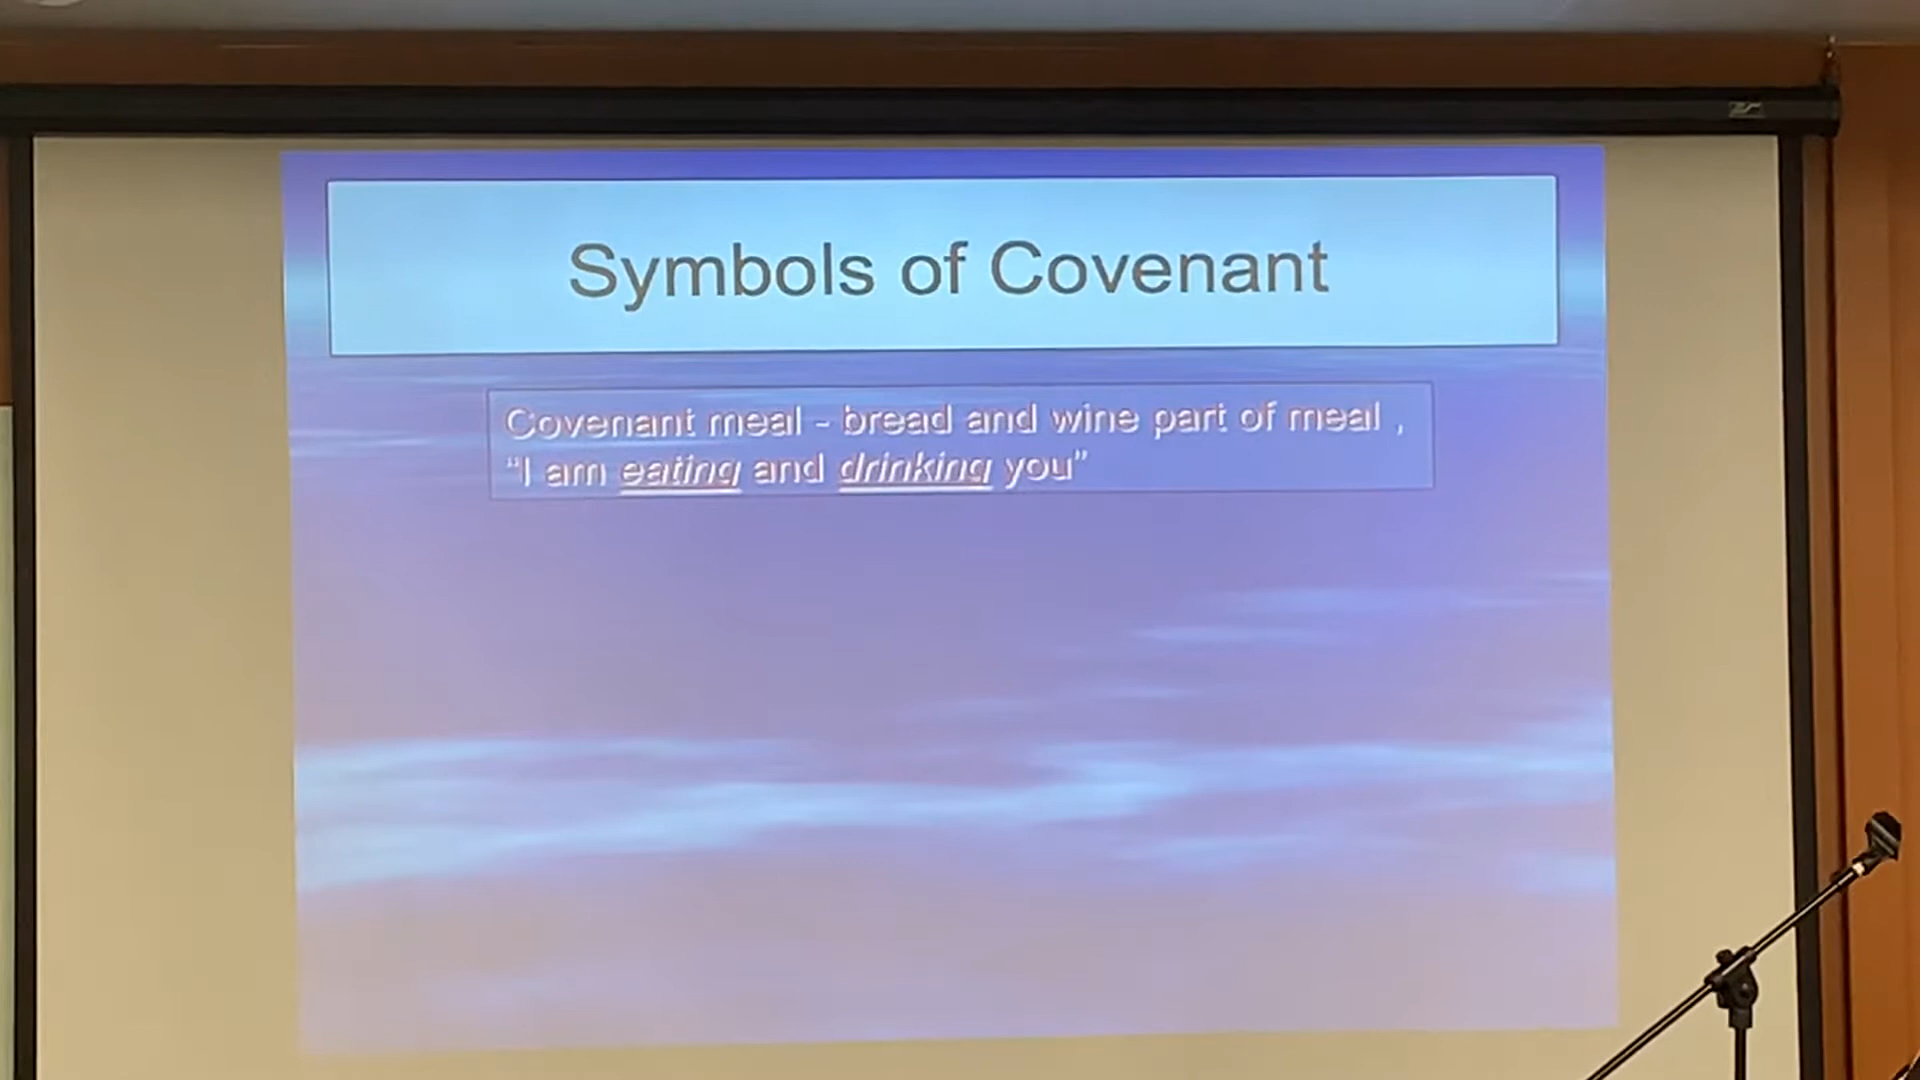 Symbols of Covenant
Covenant meal - bread and wine part of meal ,
“I am eating and drinking you”